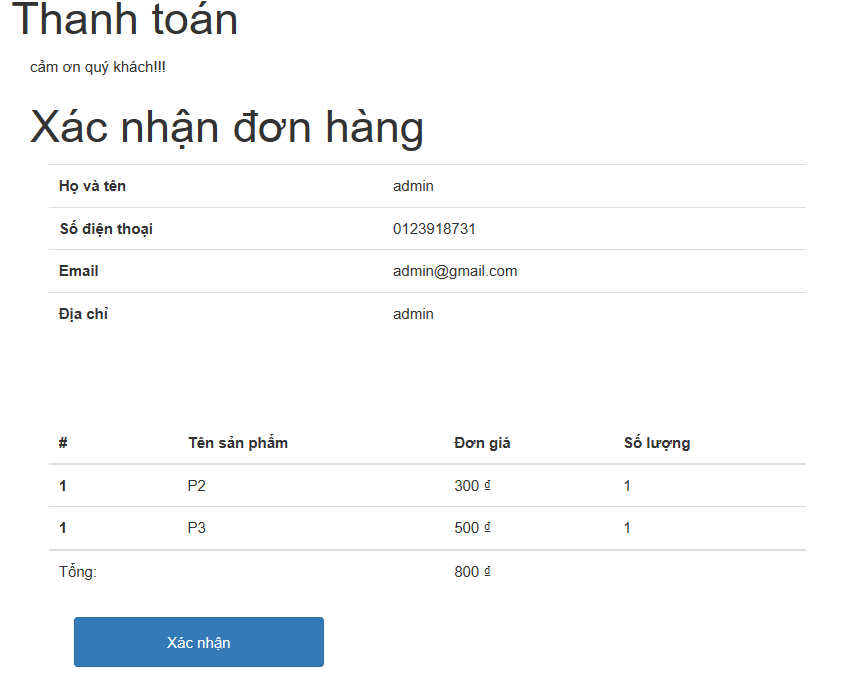 Thanh toán
cảm ơn quý khách!!!
Xác nhận đơn hàng
Họ và tên admin
Số điện thoại 0123918731
Email admin@gmail.com
Địa chỉ admin
# Tên sản phẩm Đơn giá Số lượng
1 P2 300 ₫ 1
1 P3 500 ₫ 1
Tổng: 800 ₫
Xác nhận